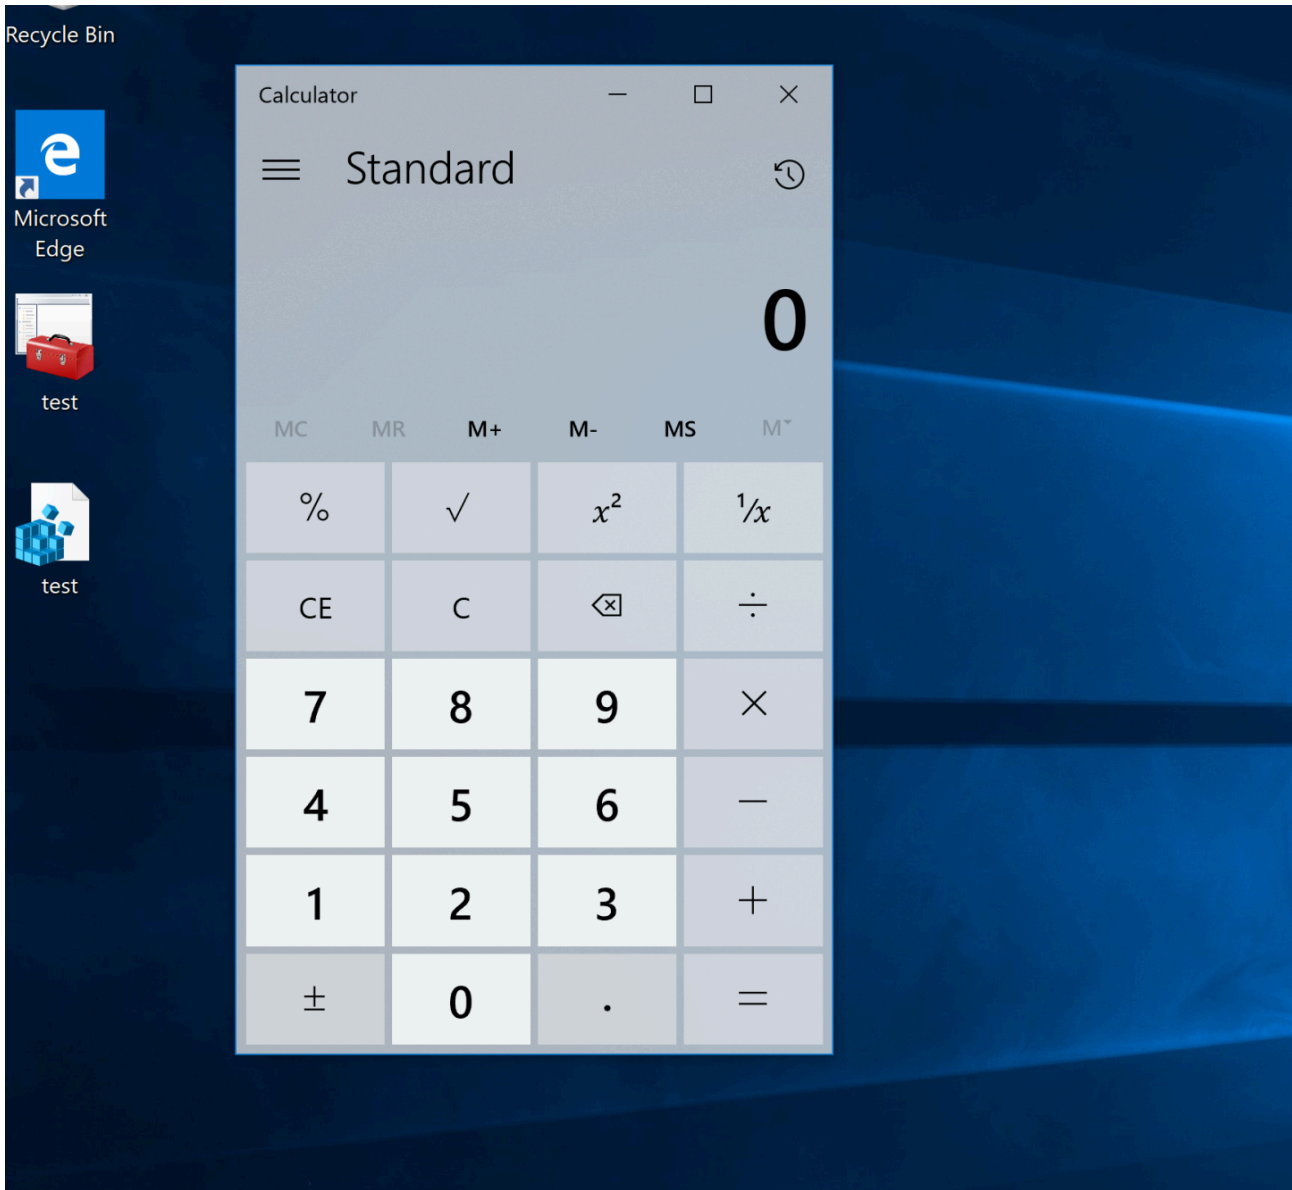 Recycle Bin
Microsoft
Edge
test
test
Calculator
Standard
0
MC MR M+ M- MS M˅
% √ x² ¹/x
CE C ÷
7 8 9 ×
4 5 6 −
1 2 3 +
± 0 . =